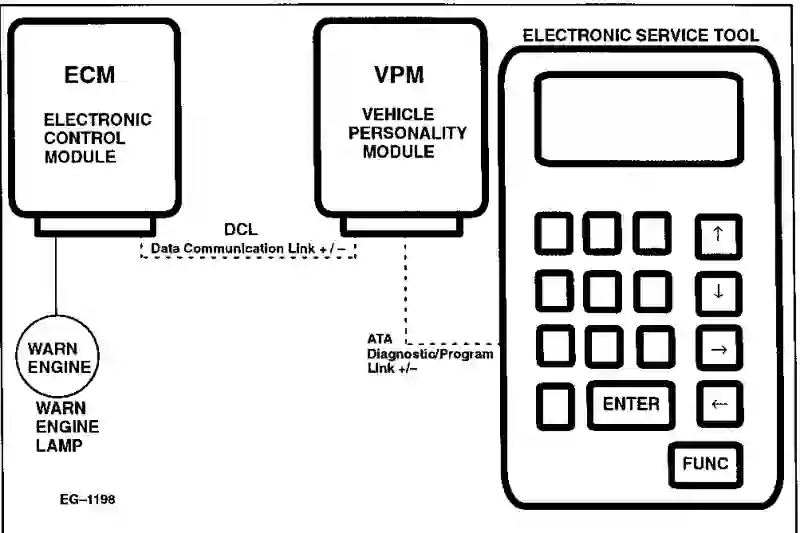 ELECTRONIC SERVICE TOOL
ECM
ELECTRONIC
CONTROL
MODULE
VPM
VEHICLE
PERSONALITY
MODULE
DCL
Data Communication Link + / –
ATA
Diagnostic/Program
Link +/–
WARN
ENGINE
WARN
ENGINE
LAMP
↑
↓
→
←
ENTER
FUNC
EG–1198